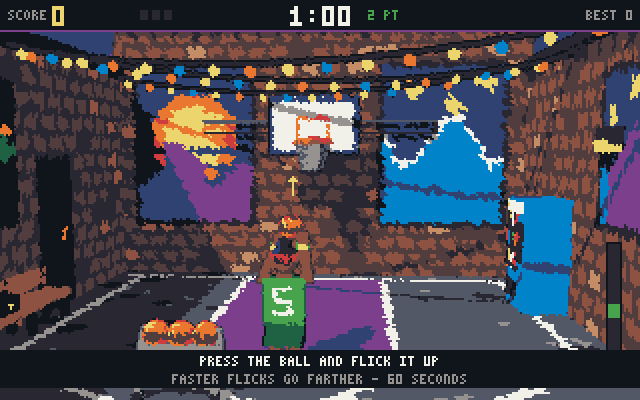 SCORE 0 1:00 2 PT BEST 0
5
PRESS THE BALL AND FLICK IT UP
FASTER FLICKS GO FARTHER - 60 SECONDS